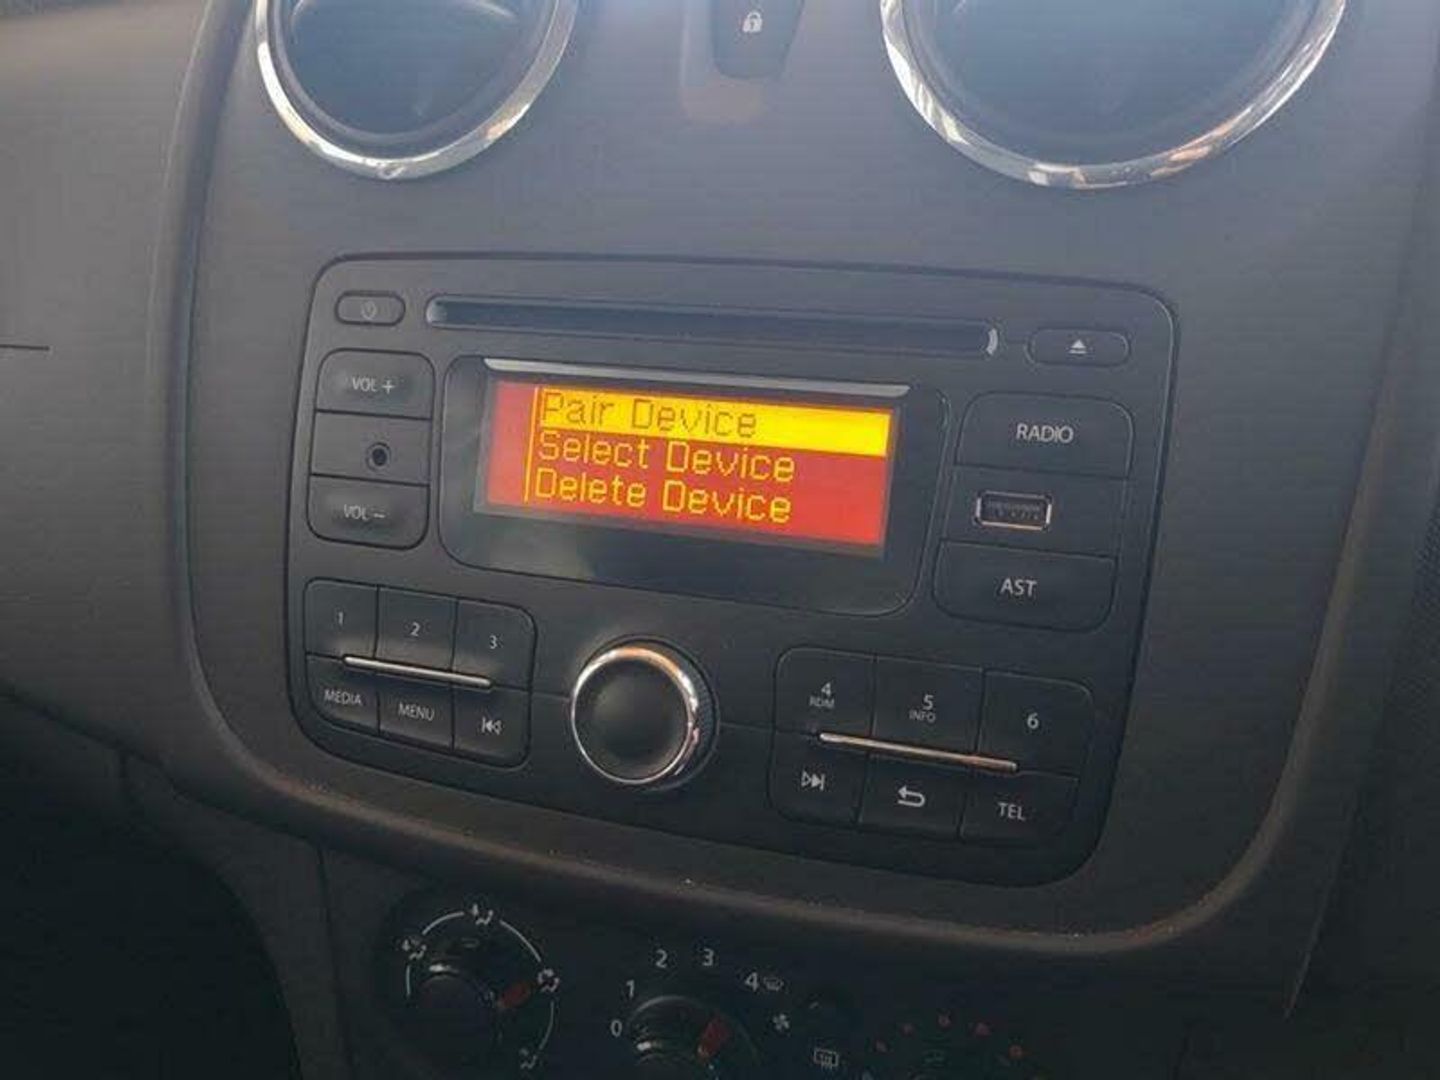 VOL +
Pair Device
Select Device
Delete Device
RADIO
VOL −
AST
1
2
3
MEDIA
MENU
4
RDM
5
INFO
6
TEL
0
1
2
3
4